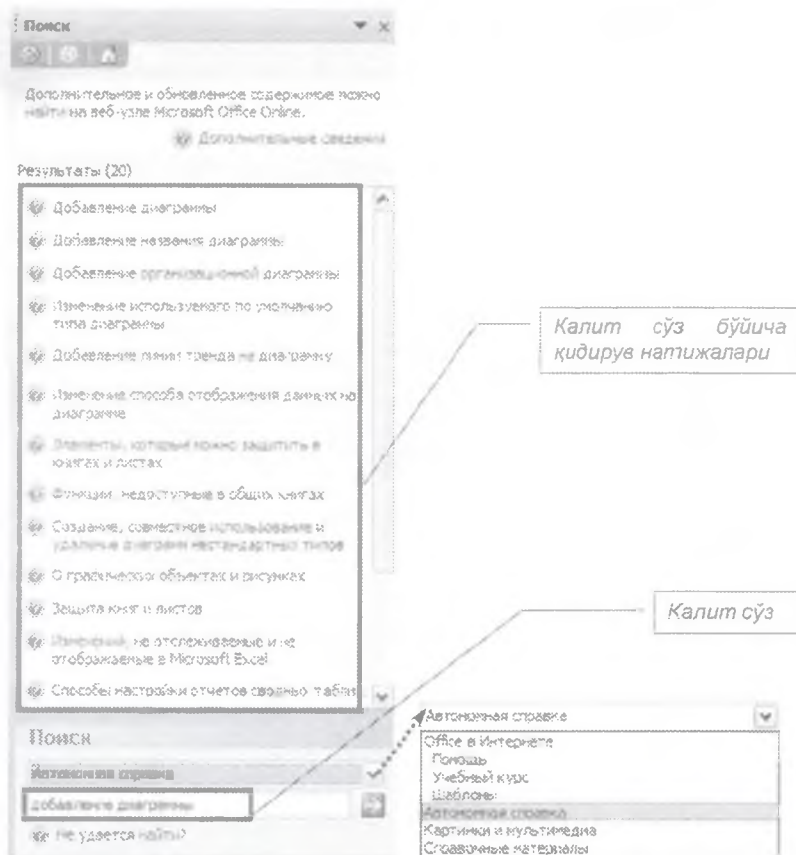 Поиск
Дополнительное и обновленное содержимое можно
найти на веб-узле Microsoft Office Online.
Дополнительные сведения
Результаты (20)
Добавление диаграммы
Добавление названия диаграммы
Добавление организационной диаграммы
Изменение используемого по умолчанию
типа диаграммы
Добавление линии тренда на диаграмму
Изменение способа отображения данных на
диаграмме
Элементы, которые можно защитить в
книгах и листах
Функции, недоступные в общих книгах
Создание, совместное использование и
удаление диаграмм нестандартных типов
О графических объектах и рисунках
Защита книг и листов
Изменения, не отслеживаемые и не
отображаемые в Microsoft Excel
Способы настройки отчетов сводных таблиц
Поиск
Автономная справка
добавление диаграммы
Не удается найти?
Калит сўз бўйича
қидирув натижалари
Калит сўз
Автономная справка
Office в Интернете
Помощь
Учебный курс
Шаблоны
Автономная справка
Картинки и мультимедиа
Справочные материалы